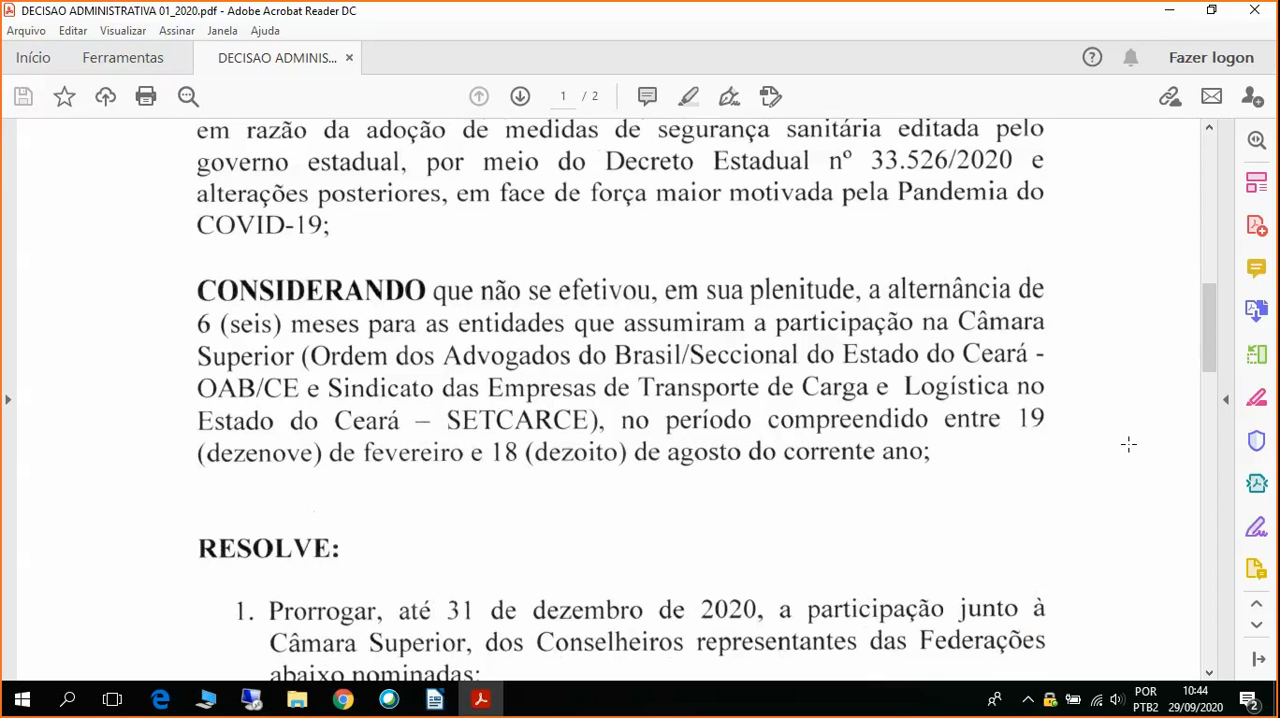 DECISAO ADMINISTRATIVA 01_2020.pdf - Adobe Acrobat Reader DC
Arquivo Editar Visualizar Assinar Janela Ajuda
Início Ferramentas DECISAO ADMINIS... × Fazer logon
1 / 2
em razão da adoção de medidas de segurança sanitária editada pelo
governo estadual, por meio do Decreto Estadual nº 33.526/2020 e
alterações posteriores, em face de força maior motivada pela Pandemia do
COVID-19;
CONSIDERANDO que não se efetivou, em sua plenitude, a alternância de
6 (seis) meses para as entidades que assumiram a participação na Câmara
Superior (Ordem dos Advogados do Brasil/Seccional do Estado do Ceará -
OAB/CE e Sindicato das Empresas de Transporte de Carga e Logística no
Estado do Ceará – SETCARCE), no período compreendido entre 19
(dezenove) de fevereiro e 18 (dezoito) de agosto do corrente ano;
RESOLVE:
1. Prorrogar, até 31 de dezembro de 2020, a participação junto à
Câmara Superior, dos Conselheiros representantes das Federações
abaixo nominadas:
POR 10:44
PTB2 29/09/2020 2